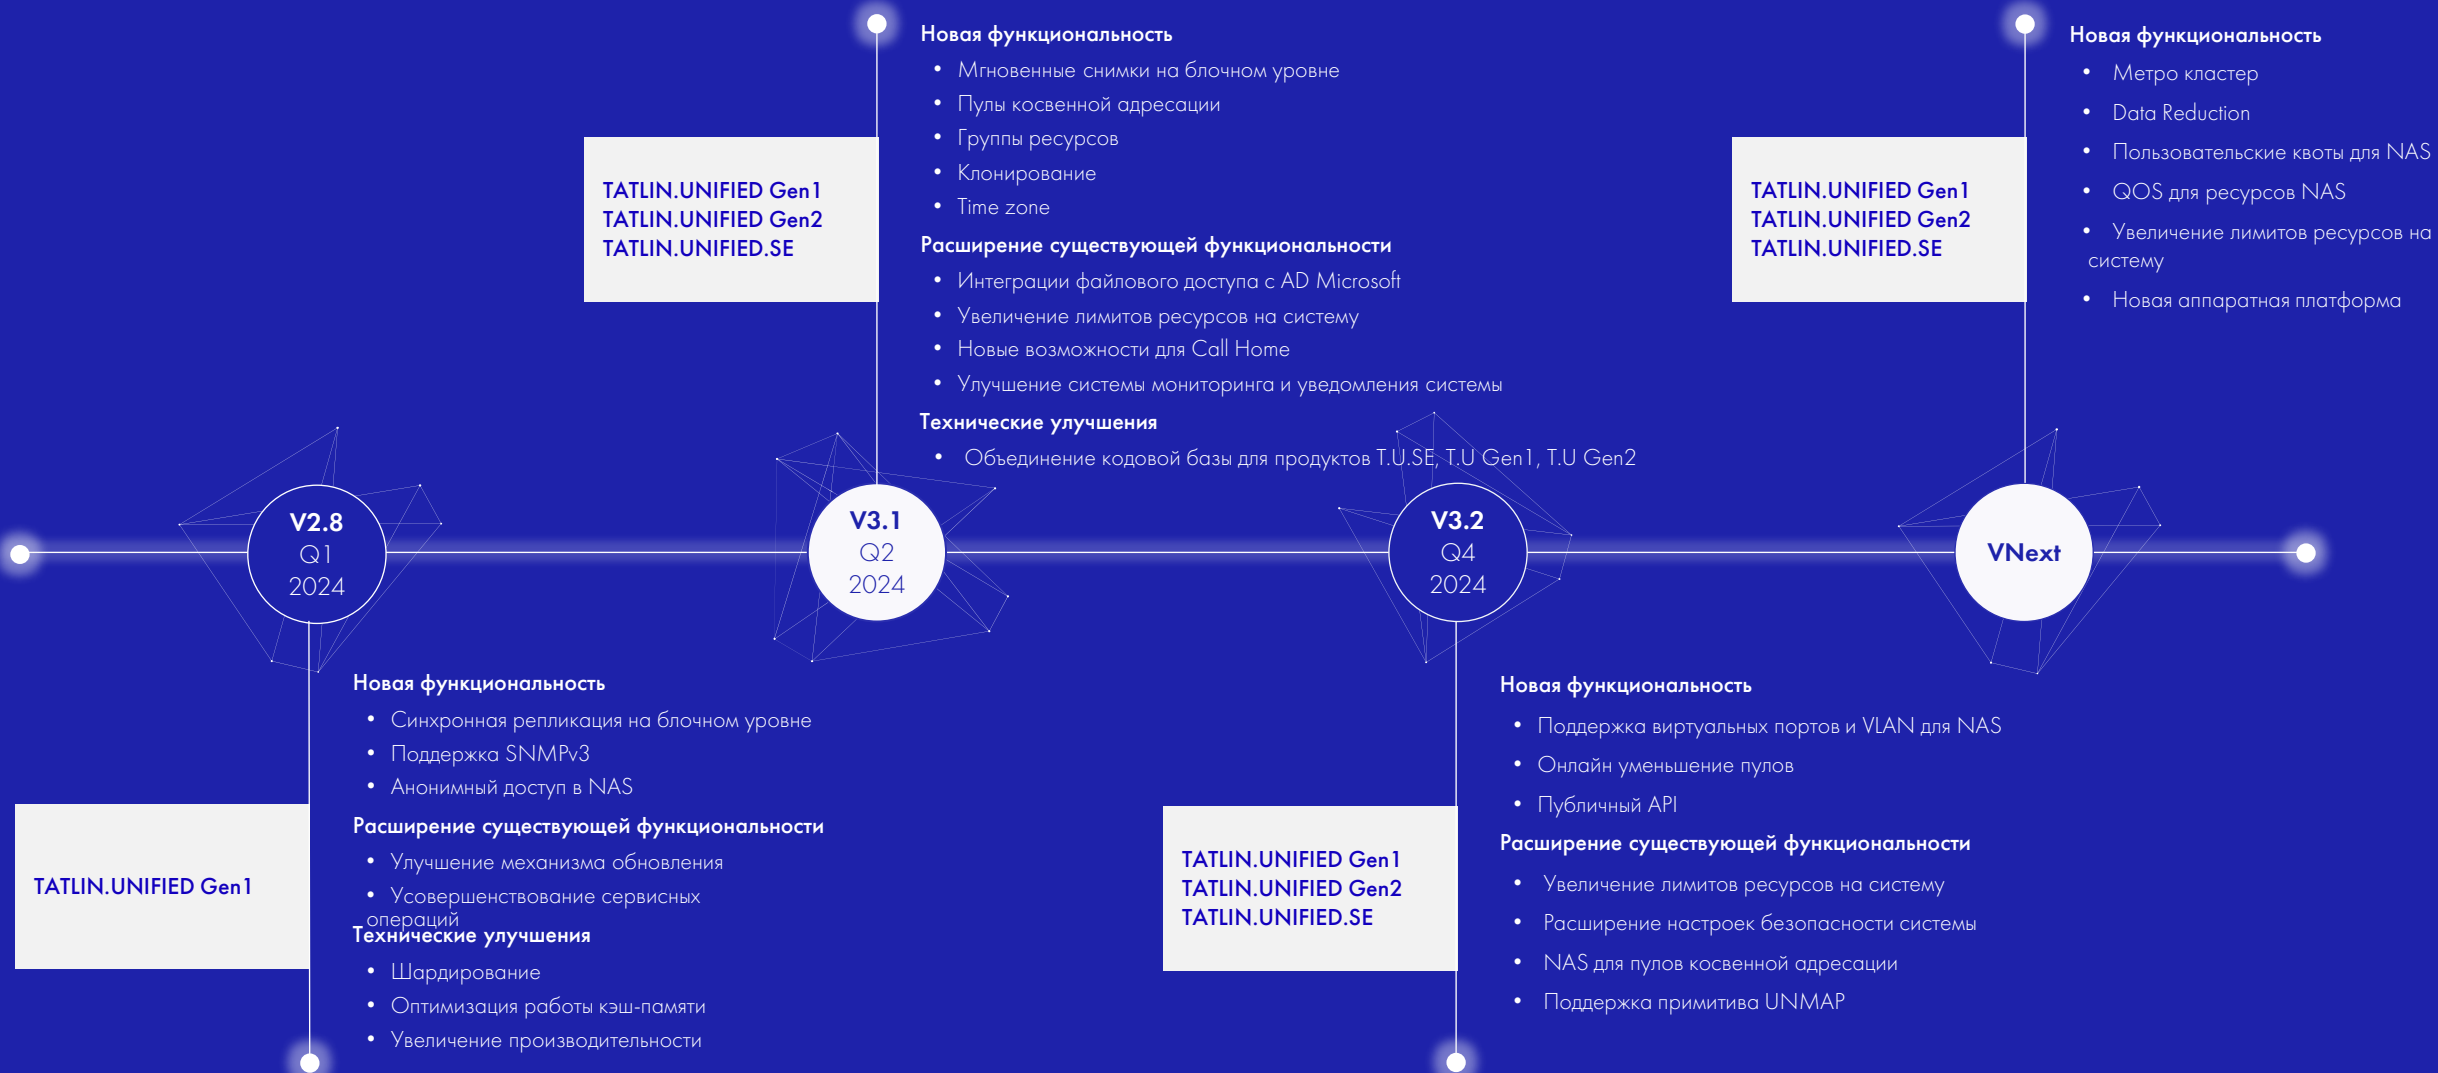 Новая функциональность
• Мгновенные снимки на блочном уровне
• Пулы косвенной адресации
• Группы ресурсов
• Клонирование
• Time zone
Расширение существующей функциональности
• Интеграции файлового доступа с AD Microsoft
• Увеличение лимитов ресурсов на систему
• Новые возможности для Call Home
• Улучшение системы мониторинга и уведомления системы
Технические улучшения
• Объединение кодовой базы для продуктов T.U.SE, T.U Gen1, T.U Gen2
TATLIN.UNIFIED Gen1
TATLIN.UNIFIED Gen2
TATLIN.UNIFIED.SE
Новая функциональность
• Метро кластер
• Data Reduction
• Пользовательские квоты для NAS
• QOS для ресурсов NAS
• Увеличение лимитов ресурсов на
систему
• Новая аппаратная платформа
TATLIN.UNIFIED Gen1
TATLIN.UNIFIED Gen2
TATLIN.UNIFIED.SE
V2.8
Q1
2024
V3.1
Q2
2024
V3.2
Q4
2024
VNext
Новая функциональность
• Синхронная репликация на блочном уровне
• Поддержка SNMPv3
• Анонимный доступ в NAS
Расширение существующей функциональности
• Улучшение механизма обновления
• Усовершенствование сервисных
операций
Технические улучшения
• Шардирование
• Оптимизация работы кэш-памяти
• Увеличение производительности
TATLIN.UNIFIED Gen1
Новая функциональность
• Поддержка виртуальных портов и VLAN для NAS
• Онлайн уменьшение пулов
• Публичный API
Расширение существующей функциональности
• Увеличение лимитов ресурсов на систему
• Расширение настроек безопасности системы
• NAS для пулов косвенной адресации
• Поддержка примитива UNMAP
TATLIN.UNIFIED Gen1
TATLIN.UNIFIED Gen2
TATLIN.UNIFIED.SE